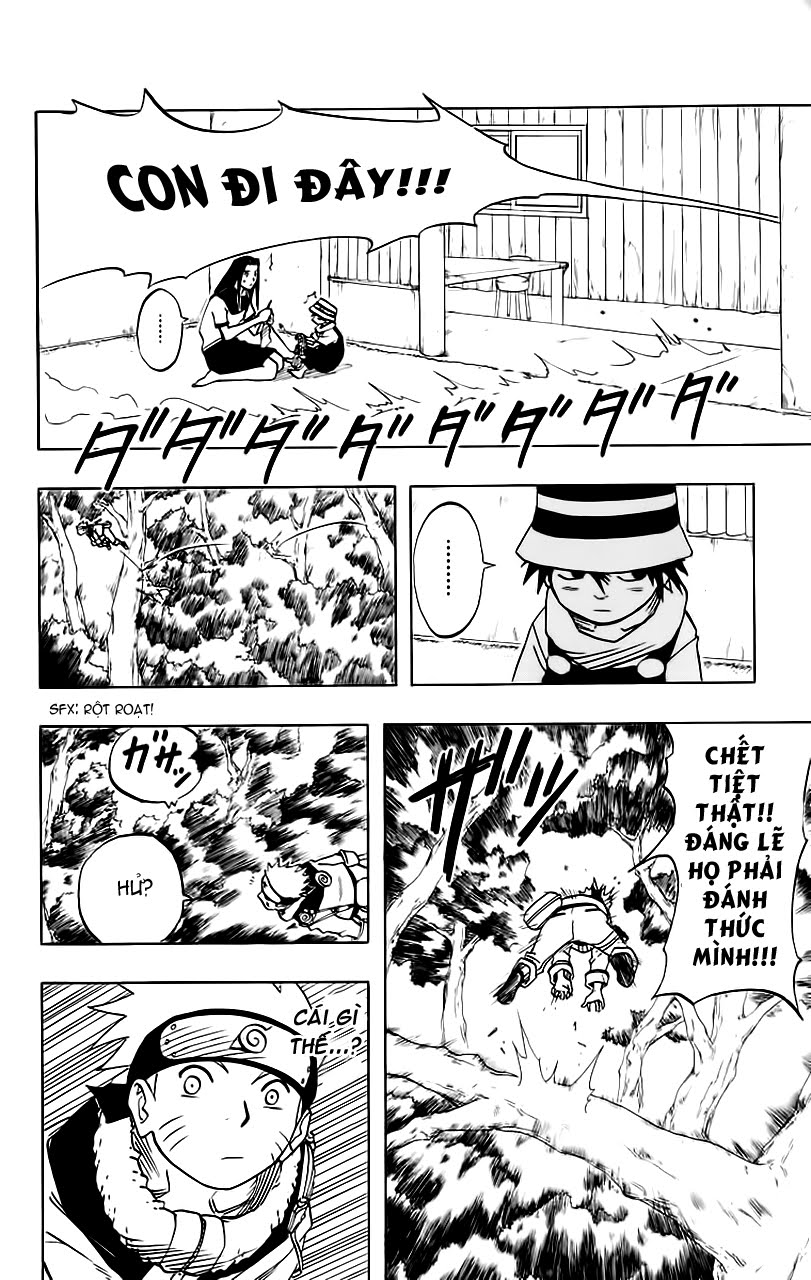 CON ĐI ĐÂY!!!
.......
ダダダダダダダダ
.......
SFX: RỘT ROẠT!
CHẾT
TIỆT
THẬT!!
ĐÁNG LẼ
HỌ PHẢI
ĐÁNH
THỨC
MÌNH!!!
ザザッ
ガサッ
HỬ?
CÁI GÌ
THẾ...?